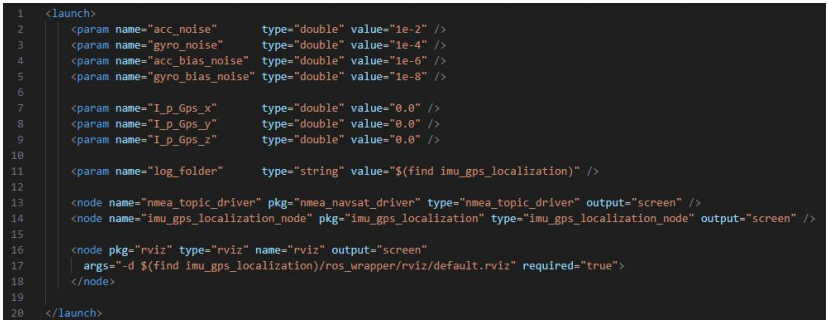 1 <launch>
2 <param name="acc_noise" type="double" value="1e-2" />
3 <param name="gyro_noise" type="double" value="1e-4" />
4 <param name="acc_bias_noise" type="double" value="1e-6" />
5 <param name="gyro_bias_noise" type="double" value="1e-8" />
6
7 <param name="I_p_Gps_x" type="double" value="0.0" />
8 <param name="I_p_Gps_y" type="double" value="0.0" />
9 <param name="I_p_Gps_z" type="double" value="0.0" />
10
11 <param name="log_folder" type="string" value="$(find imu_gps_localization)" />
12
13 <node name="nmea_topic_driver" pkg="nmea_navsat_driver" type="nmea_topic_driver" output="screen" />
14 <node name="imu_gps_localization_node" pkg="imu_gps_localization" type="imu_gps_localization_node" output="screen" />
15
16 <node pkg="rviz" type="rviz" name="rviz" output="screen"
17 args="-d $(find imu_gps_localization)/ros_wrapper/rviz/default.rviz" required="true">
18 </node>
19
20 </launch>